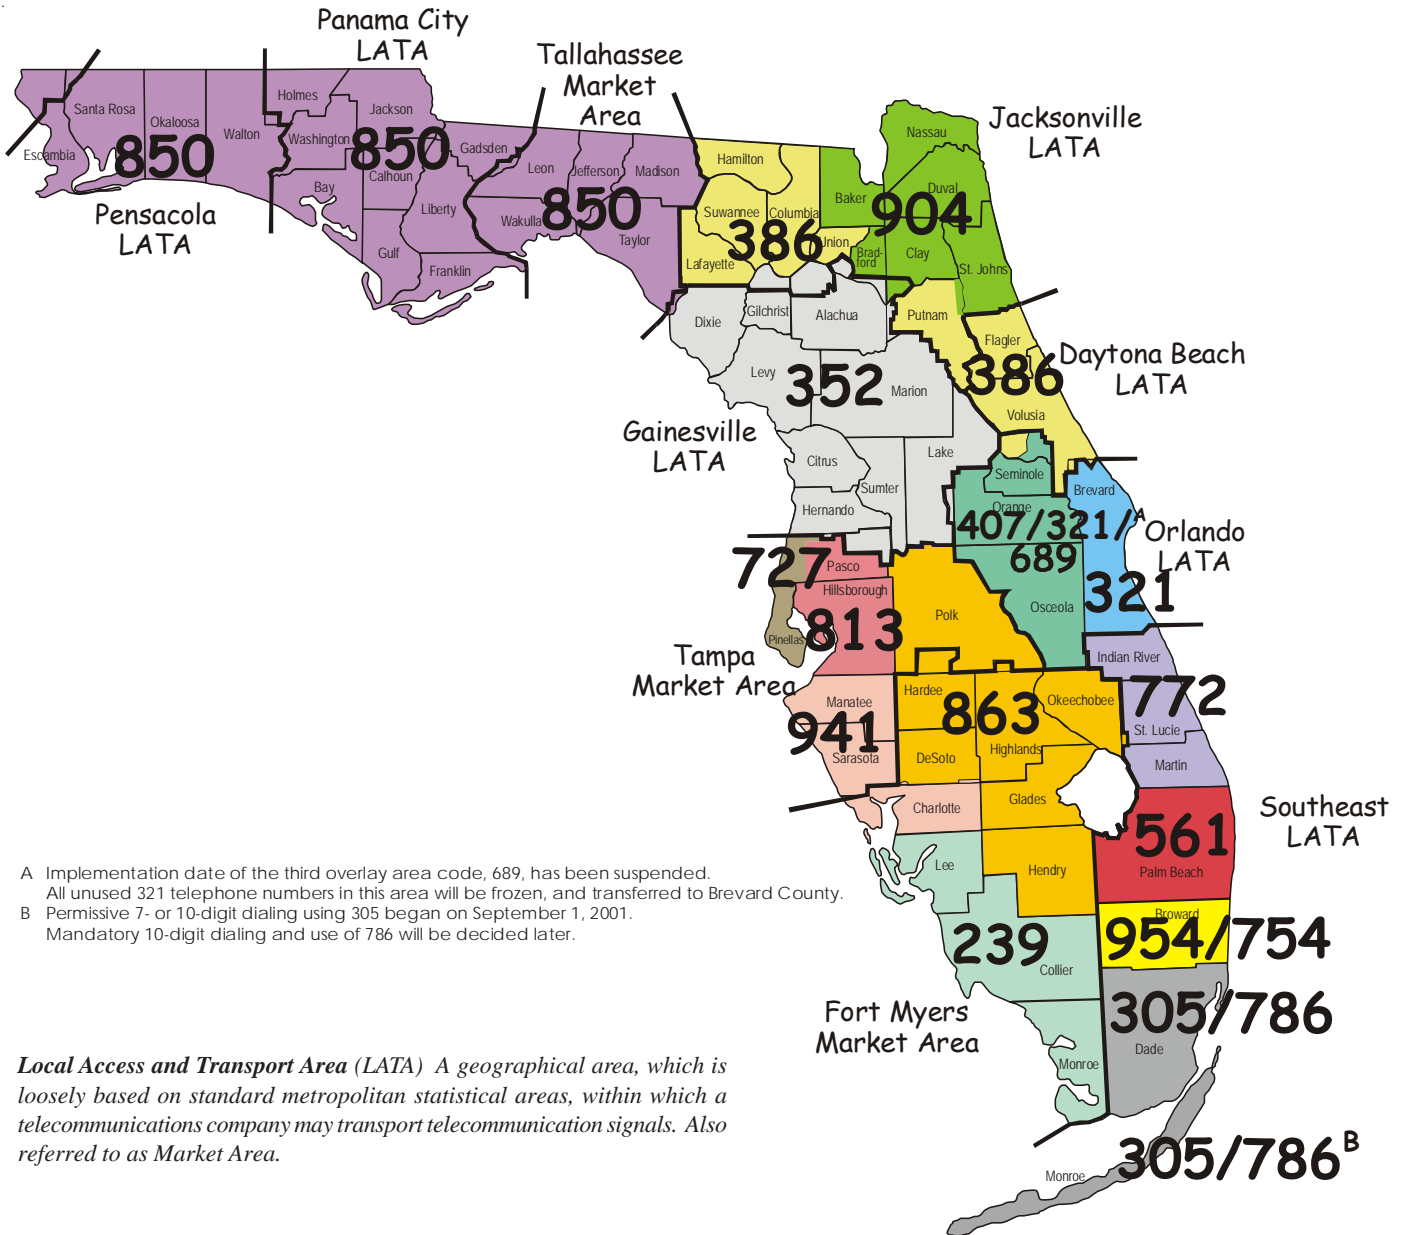 Panama City
LATA
Tallahassee
Market
Area
Jacksonville
LATA
Holmes
Santa Rosa
Okaloosa
Walton
Jackson
Washington
Escambia
850
850
Gadsden
Calhoun
Bay
Liberty
Gulf
Franklin
Leon
Jefferson
Madison
Wakulla
850
Taylor
Pensacola
LATA
Hamilton
Suwannee
Columbia
386
Union
Lafayette
Nassau
Duval
Baker
904
Brad-
ford
Clay
St. Johns
Dixie
Gilchrist
Alachua
Putnam
Flagler
386
Volusia
Daytona Beach
LATA
Levy
352
Marion
Gainesville
LATA
Citrus
Lake
Sumter
Hernando
Seminole
Orange
Brevard
407/321/A
689
Orlando
LATA
321
Osceola
727
Pasco
Hillsborough
813
Pinellas
Polk
Tampa
Market Area
Indian River
772
St. Lucie
Martin
Manatee
941
Sarasota
Hardee
863
Okeechobee
DeSoto
Highlands
Charlotte
Glades
Southeast
LATA
561
Palm Beach
Lee
Hendry
Broward
954/754
239
Collier
305/786
Dade
Fort Myers
Market Area
Monroe
305/786B
Monroe
A Implementation date of the third overlay area code, 689, has been suspended.
All unused 321 telephone numbers in this area will be frozen, and transferred to Brevard County.
B Permissive 7- or 10-digit dialing using 305 began on September 1, 2001.
Mandatory 10-digit dialing and use of 786 will be decided later.
Local Access and Transport Area (LATA) A geographical area, which is
loosely based on standard metropolitan statistical areas, within which a
telecommunications company may transport telecommunication signals. Also
referred to as Market Area.